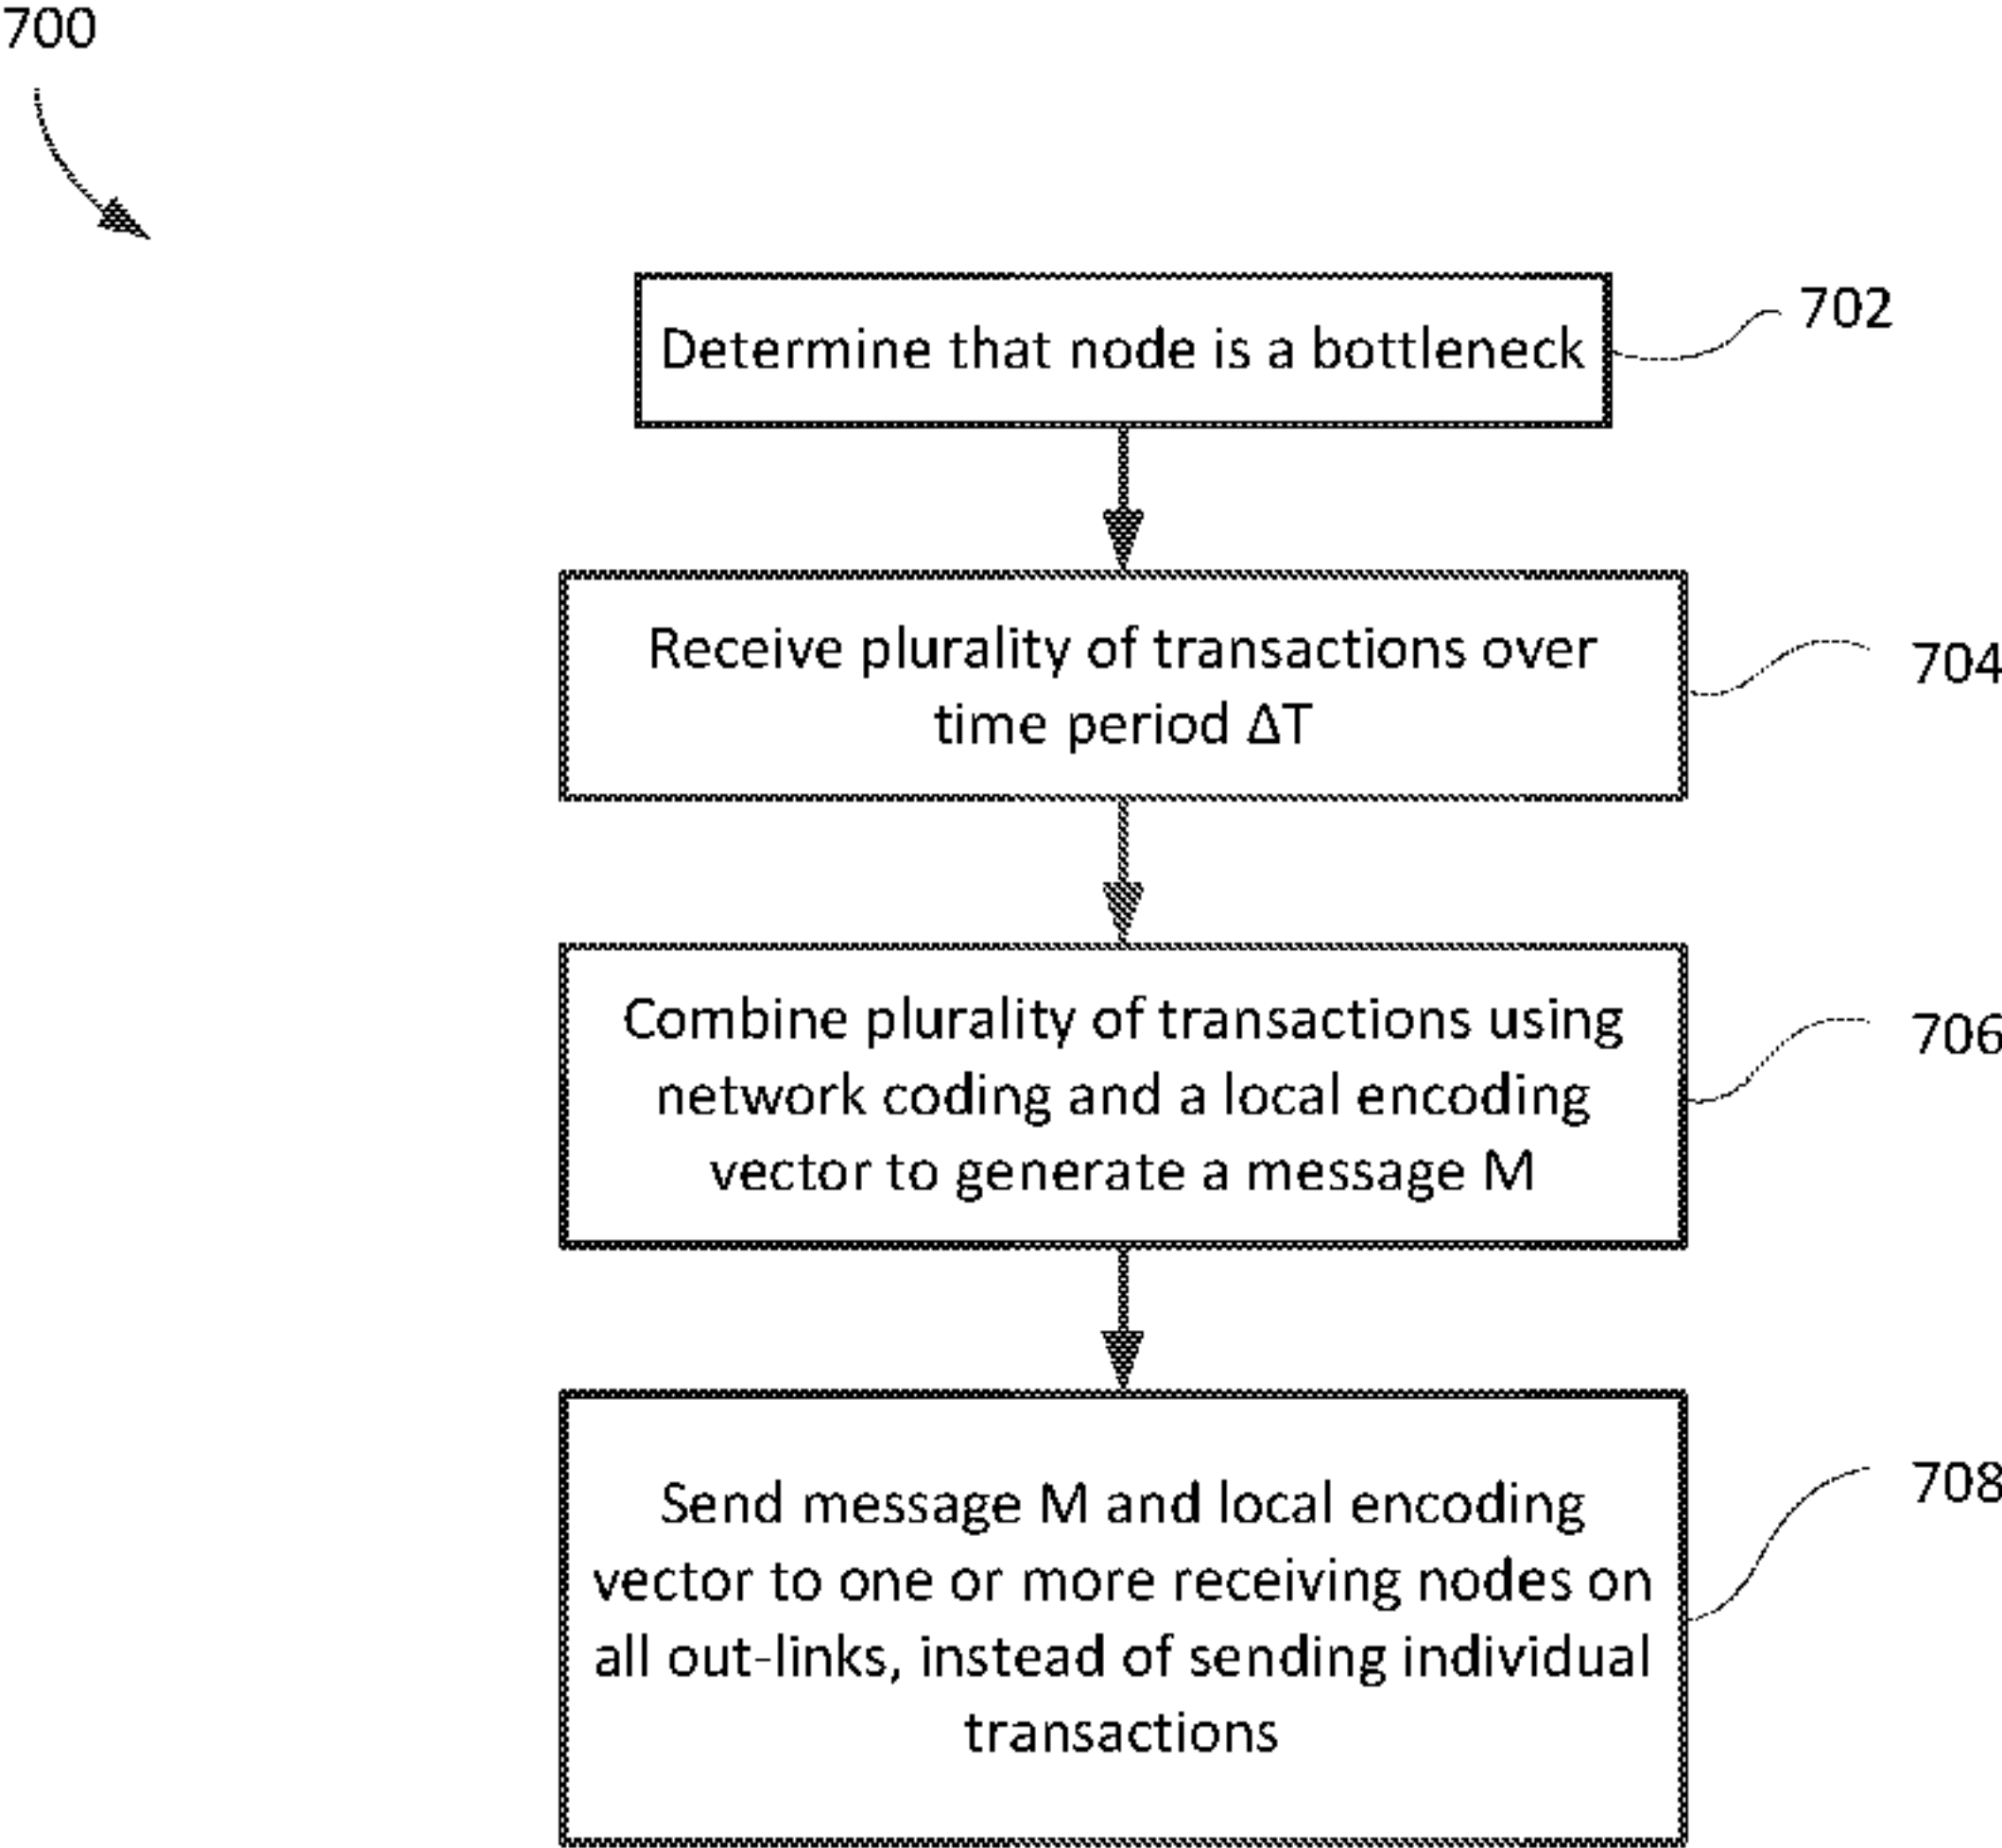 700
Determine that node is a bottleneck
702
Receive plurality of transactions over
time period ΔT
704
Combine plurality of transactions using
network coding and a local encoding
vector to generate a message M
706
Send message M and local encoding
vector to one or more receiving nodes on
all out-links, instead of sending individual
transactions
708